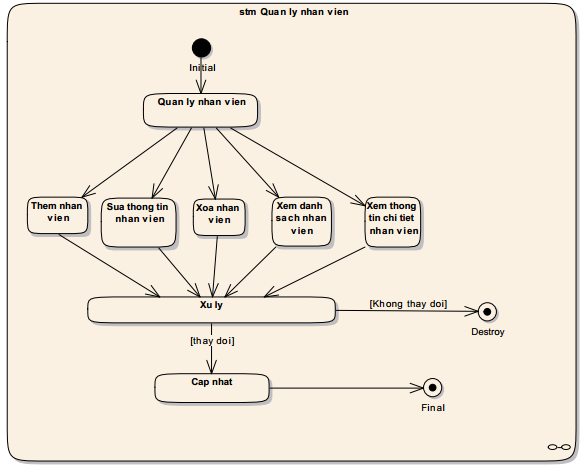 stm Quan ly nhan vien
Initial
Quan ly nhan vien
Them nhan
vien
Sua thong tin
nhan vien
Xoa nhan
vien
Xem danh
sach nhan
vien
Xem thong
tin chi tiet
nhan vien
Xu ly
[Khong thay doi]
Destroy
[thay doi]
Cap nhat
Final